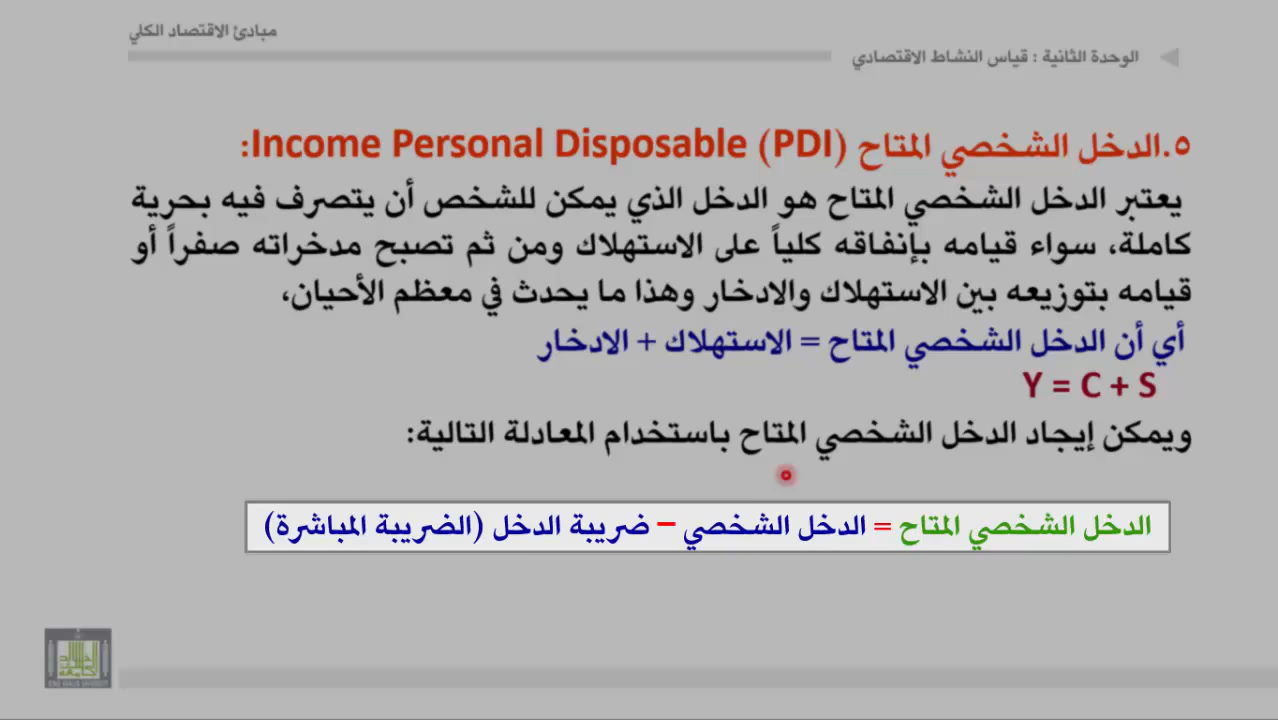 مبادئ الاقتصاد الكلي
الوحدة الثانية : قياس النشاط الاقتصادي
٥.الدخل الشخصي المتاح Income Personal Disposable (PDI):
يعتبر الدخل الشخصي المتاح هو الدخل الذي يمكن للشخص أن يتصرف فيه بحرية
كاملة، سواء قيامه بإنفاقه كلياً على الاستهلاك ومن ثم تصبح مدخراته صفراً أو
قيامه بتوزيعه بين الاستهلاك والادخار وهذا ما يحدث في معظم الأحيان،
أي أن الدخل الشخصي المتاح = الاستهلاك + الادخار
Y = C + S
ويمكن إيجاد الدخل الشخصي المتاح باستخدام المعادلة التالية:
الدخل الشخصي المتاح = الدخل الشخصي – ضريبة الدخل (الضريبة المباشرة)